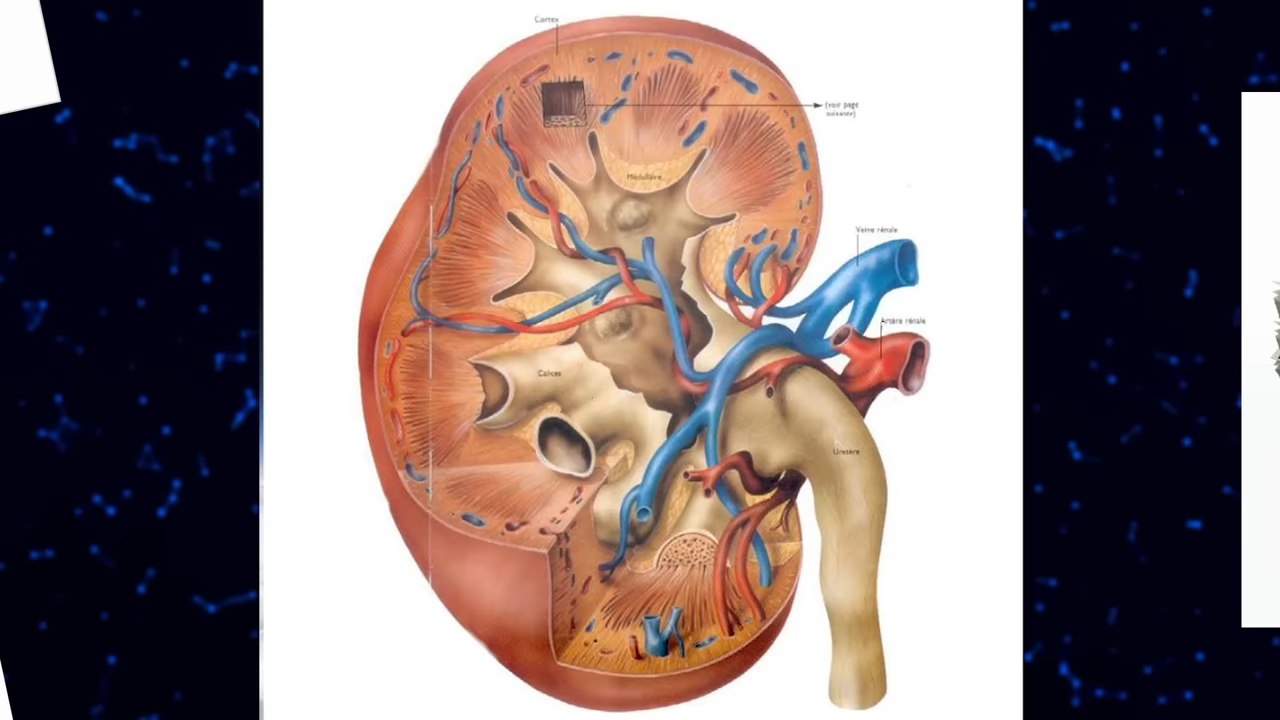 Cortex
(voir page
suivante)
Médullaire
Veine rénale
Artère rénale
Calices
Uretère